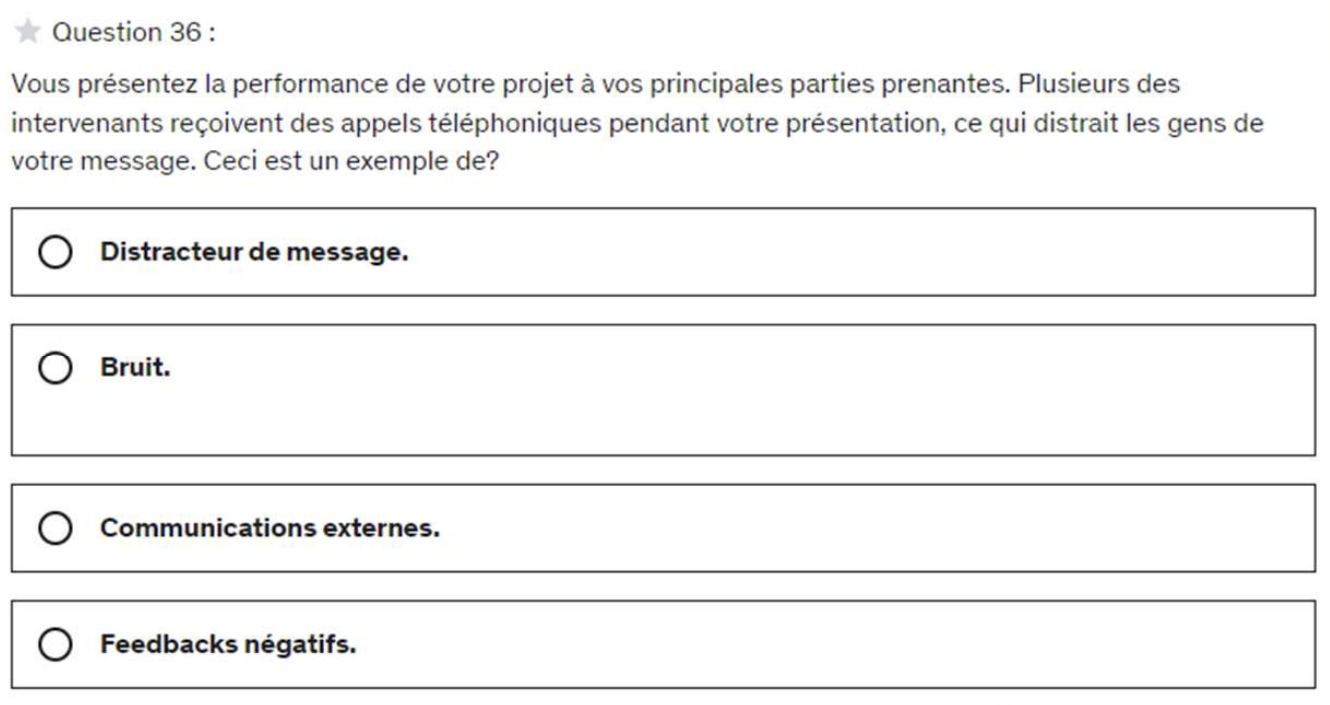 Question 36 :
Vous présentez la performance de votre projet à vos principales parties prenantes. Plusieurs des
intervenants reçoivent des appels téléphoniques pendant votre présentation, ce qui distrait les gens de
votre message. Ceci est un exemple de?
Distracteur de message.
Bruit.
Communications externes.
Feedbacks négatifs.